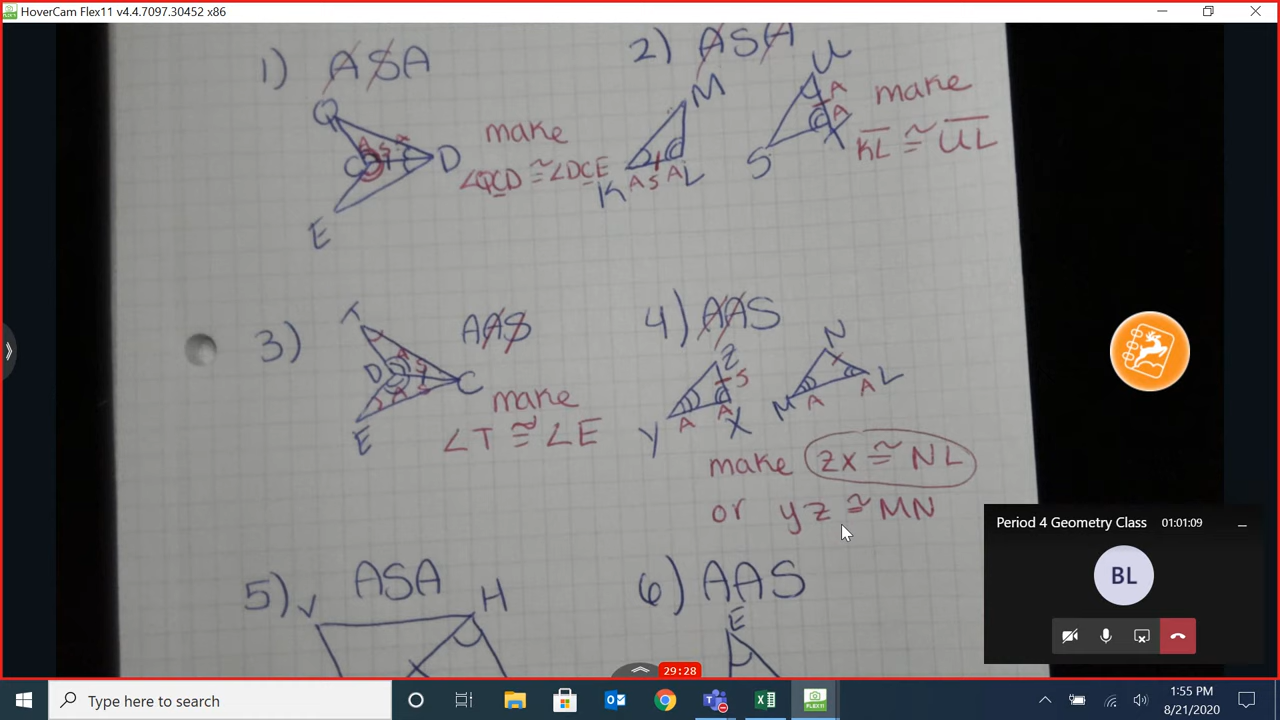 HoverCam Flex11 v4.4.7097.30452 x86
1) ASA
Q
C
D
E
A S
make
∠QCD ≅ ∠DCE
2) ASA
M
K
L
A S A
U
S
A
A
make
KL ≅ UL
3) AAS
T
D
C
E
make
∠T ≅ ∠E
4) AAS
Z
S
Y
A
A
X
N
M
A
A
L
make ZX ≅ NL
or YZ ≅ MN
5) ASA
V
H
6) AAS
E
Period 4 Geometry Class
01:01:09
BL
29:28
Type here to search
FLEX11
1:55 PM
8/21/2020